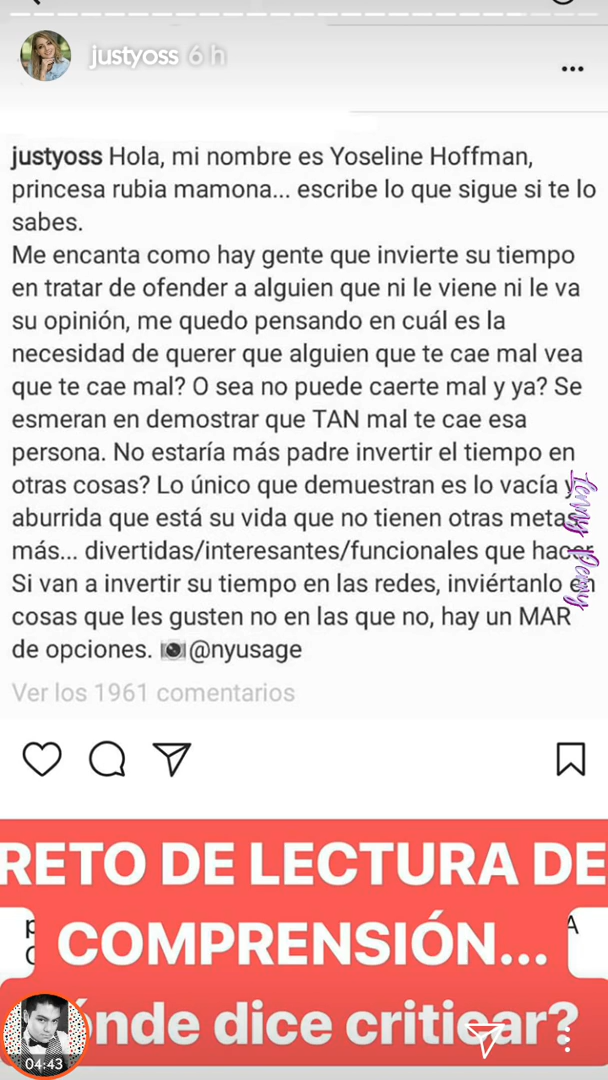 justyoss 6 h
justyoss Hola, mi nombre es Yoseline Hoffman,
princesa rubia mamona... escribe lo que sigue si te lo
sabes.
Me encanta como hay gente que invierte su tiempo
en tratar de ofender a alguien que ni le viene ni le va
su opinión, me quedo pensando en cuál es la
necesidad de querer que alguien que te cae mal vea
que te cae mal? O sea no puede caerte mal y ya? Se
esmeran en demostrar que TAN mal te cae esa
persona. No estaría más padre invertir el tiempo en
otras cosas? Lo único que demuestran es lo vacía y
aburrida que está su vida que no tienen otras metas
más... divertidas/interesantes/funcionales que hacer.
Si van a invertir su tiempo en las redes, inviértanlo en
cosas que les gusten no en las que no, hay un MAR
de opciones. 📷@nyusage
Ver los 1961 comentarios
RETO DE LECTURA DE
COMPRENSIÓN...
ónde dice criticar?
04:43